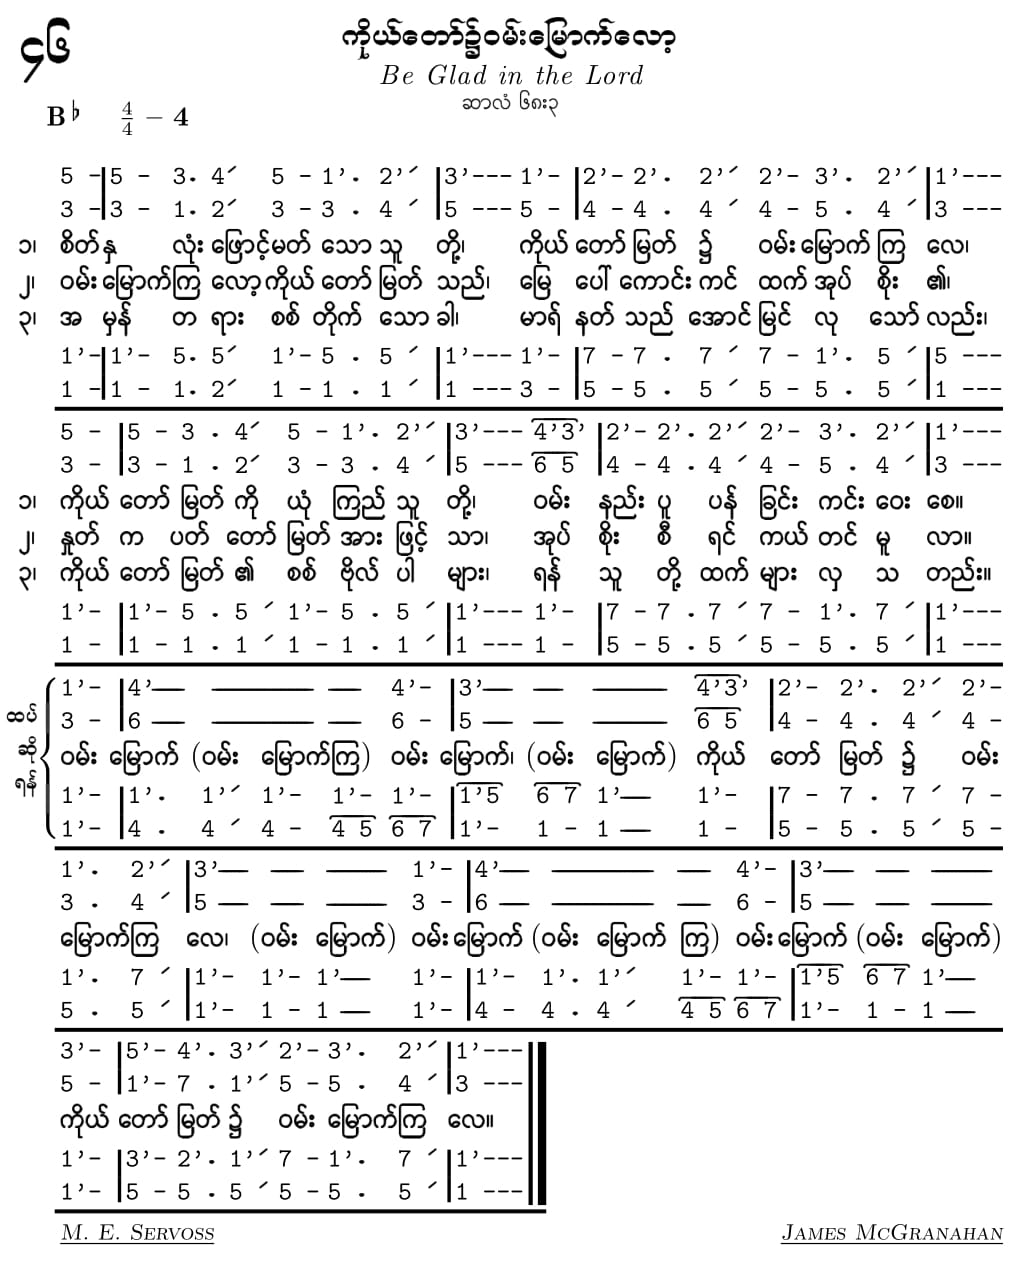 ၄၆
ကိုယ်တော်၌ဝမ်းမြောက်လော့
Be Glad in the Lord
ဆာလံ ၆၈း၃
B♭ 4/4 – 4
5 -|5 - 3. 4′ 5 - 1’. 2’′|3’--- 1’-|2’- 2’. 2’′ 2’- 3’. 2’′|1’---
3 -|3 - 1. 2′ 3 - 3 . 4 ′|5 --- 5 -|4 - 4 . 4 ′ 4 - 5 . 4 ′|3 ---
၁၊ စိတ်နှ လုံး ဖြောင့်မတ် သော သူ တို့၊ ကိုယ် တော် မြတ် ၌ ဝမ်း မြောက် ကြ လေ၊
၂၊ ဝမ်း မြောက်ကြ လော့ ကိုယ် တော် မြတ် သည်၊ မြေ ပေါ် ကောင်း ကင် ထက် အုပ် စိုး ၏၊
၃၊ အ မှန် တ ရား စစ် တိုက် သော ခါ၊ မာရ် နတ် သည် အောင် မြင် လု သော် လည်း၊
1’-|1’- 5. 5′ 1’- 5 . 5 ′|1’--- 1’-|7 - 7 . 7 ′ 7 - 1’. 5 ′|5 ---
1 -|1 - 1. 2′ 1 - 1 . 1 ′|1 --- 3 -|5 - 5 . 5 ′ 5 - 5 . 5 ′|1 ---
5 -|5 - 3 . 4′ 5 - 1’. 2’′|3’--- 4’3’|2’- 2’. 2’′ 2’- 3’. 2’′|1’---
3 -|3 - 1 . 2′ 3 - 3 . 4 ′|5 --- 6 5|4 - 4 . 4 ′ 4 - 5 . 4 ′|3 ---
၁၊ ကိုယ် တော် မြတ် ကို ယုံ ကြည် သူ တို့၊ ဝမ်း နည်း ပူ ပန် ခြင်း ကင်း ဝေး စေ။
၂၊ နှုတ် က ပတ် တော် မြတ် အား ဖြင့် သာ၊ အုပ် စိုး စီ ရင် ကယ် တင် မူ လာ။
၃၊ ကိုယ် တော် မြတ် ၏ စစ် ဗိုလ် ပါ များ၊ ရန် သူ တို့ ထက် များ လှ သ တည်း။
1’-|1’- 5 . 5 ′ 1’- 5 . 5 ′|1’--- 1’-|7 - 7 . 7 ′ 7 - 1’. 7 ′|1’---
1 -|1 - 1 . 1 ′ 1 - 1 . 1 ′|1 --- 1 -|5 - 5 . 5 ′ 5 - 5 . 5 ′|1 ---
ထပ်
ဆို
ရန်
1’-|4’— — — 4’-|3’— — — 4’3’|2’- 2’. 2’′ 2’-
3 -|6 — — — 6 -|5 — — — 6 5|4 - 4 . 4 ′ 4 -
ဝမ်း မြောက် (ဝမ်း မြောက်ကြ) ဝမ်း မြောက်၊ (ဝမ်း မြောက်) ကိုယ် တော် မြတ် ၌ ဝမ်း
1’-|1’. 1’′ 1’- 1’- 1’-|1’5 6 7 1’— 1’-|7 - 7 . 7 ′ 7 -
1’-|4 . 4 ′ 4 - 4 5 6 7|1’- 1 - 1 — 1 -|5 - 5 . 5 ′ 5 -
1’. 2’′|3’— — — 1’-|4’— — — 4’-|3’— — —
3 . 4 ′|5 — — — 3 -|6 — — — 6 -|5 — — —
မြောက်ကြ လေ၊ (ဝမ်း မြောက်) ဝမ်း မြောက် (ဝမ်း မြောက် ကြ) ဝမ်း မြောက် (ဝမ်း မြောက်)
1’. 7 ′|1’- 1’- 1’— 1’-|1’- 1’. 1’′ 1’- 1’-|1’5 6 7 1’—
5 . 5 ′|1’- 1 - 1 — 1’-|4 - 4 . 4 ′ 4 5 6 7|1’- 1 - 1 —
3’-|5’- 4’. 3’′ 2’- 3’. 2’′|1’---
5 -|1’- 7 . 1’′ 5 - 5 . 4 ′|3 ---
ကိုယ် တော် မြတ် ၌ ဝမ်း မြောက်ကြ လေ။
1’-|3’- 2’. 1’′ 7 - 1’. 7 ′|1’---
1’-|5 - 5 . 5 ′ 5 - 5 . 5 ′|1 ---
M. E. Servoss
James McGranahan